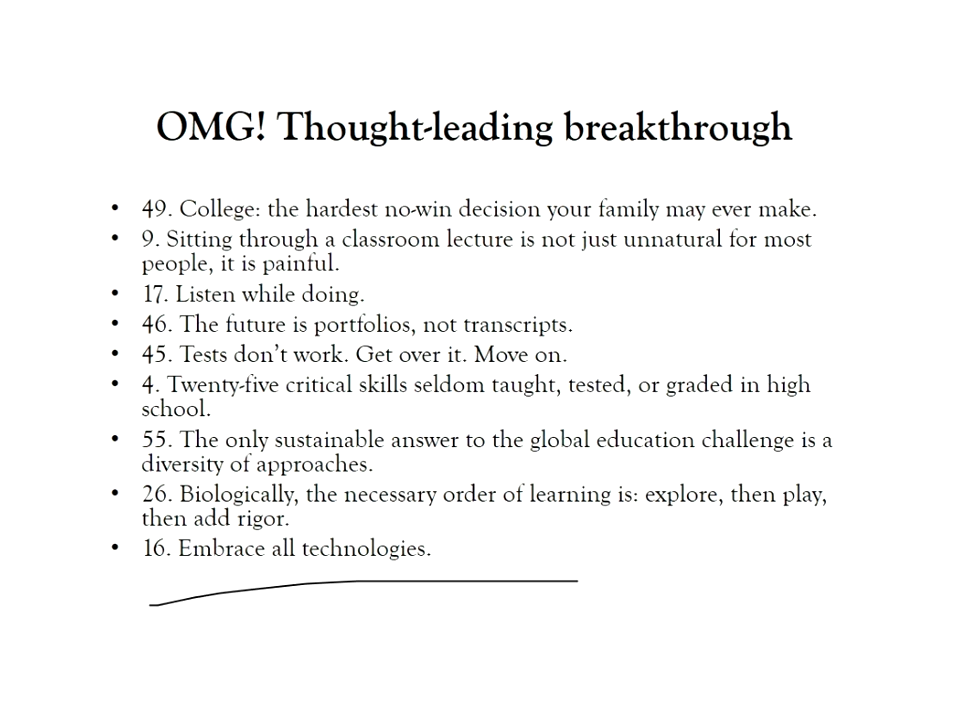 OMG! Thought-leading breakthrough
• 49. College: the hardest no-win decision your family may ever make.
• 9. Sitting through a classroom lecture is not just unnatural for most
people, it is painful.
• 17. Listen while doing.
• 46. The future is portfolios, not transcripts.
• 45. Tests don't work. Get over it. Move on.
• 4. Twenty-five critical skills seldom taught, tested, or graded in high
school.
• 55. The only sustainable answer to the global education challenge is a
diversity of approaches.
• 26. Biologically, the necessary order of learning is: explore, then play,
then add rigor.
• 16. Embrace all technologies.